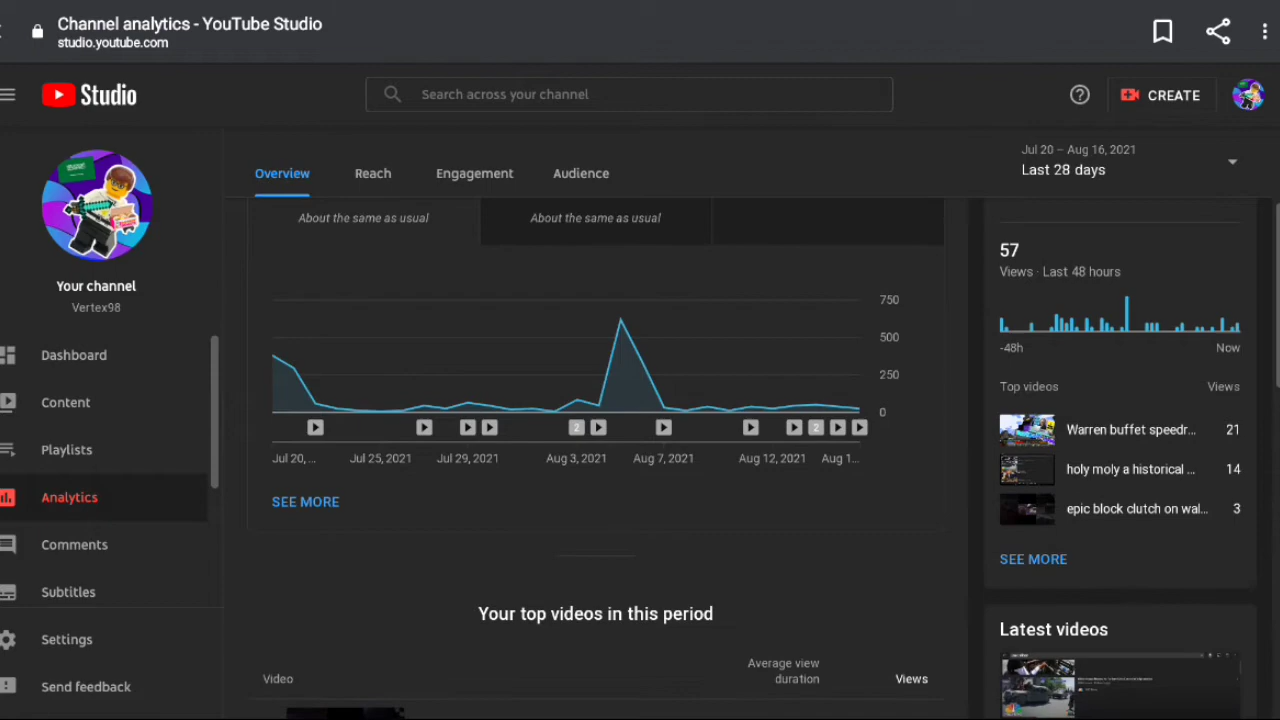 Channel analytics - YouTube Studio
studio.youtube.com
Studio
Search across your channel
CREATE
Your channel
Vertex98
Dashboard
Content
Playlists
Analytics
Comments
Subtitles
Settings
Send feedback
Overview
Reach
Engagement
Audience
Jul 20 – Aug 16, 2021
Last 28 days
About the same as usual
About the same as usual
750
500
250
0
2
2
Jul 20, ...
Jul 25, 2021
Jul 29, 2021
Aug 3, 2021
Aug 7, 2021
Aug 12, 2021
Aug 1...
SEE MORE
Your top videos in this period
Video
Average view
duration
Views
57
Views · Last 48 hours
-48h
Now
Top videos
Views
Warren buffet speedr...
21
holy moly a historical ...
14
epic block clutch on wal...
3
SEE MORE
Latest videos